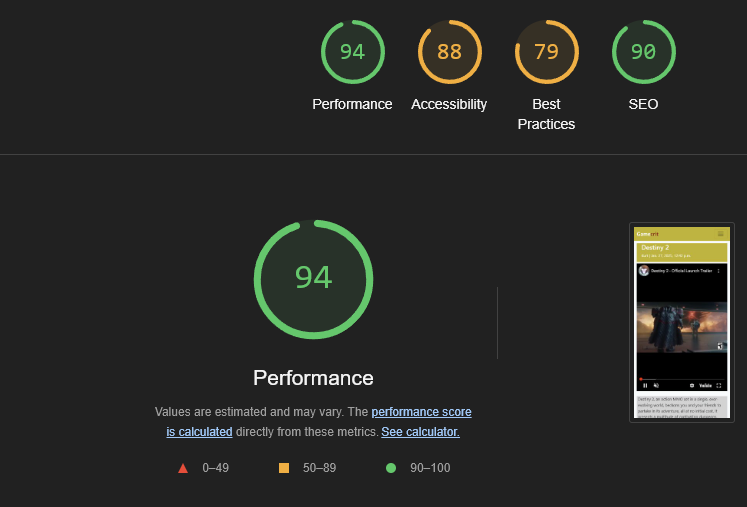 94
88
79
90
Performance
Accessibility
Best
Practices
SEO
94
Performance
Values are estimated and may vary. The performance score
is calculated directly from these metrics. See calculator.
0–49
50–89
90–100
Destiny 2
Destiny 2 - Official Launch Trailer
YouTube